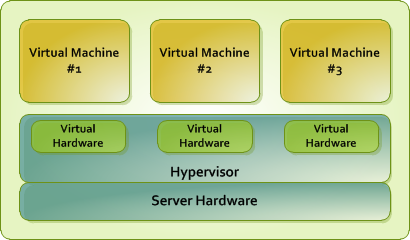 Virtual Machine
#1
Virtual Machine
#2
Virtual Machine
#3
Virtual
Hardware
Virtual
Hardware
Virtual
Hardware
Hypervisor
Server Hardware